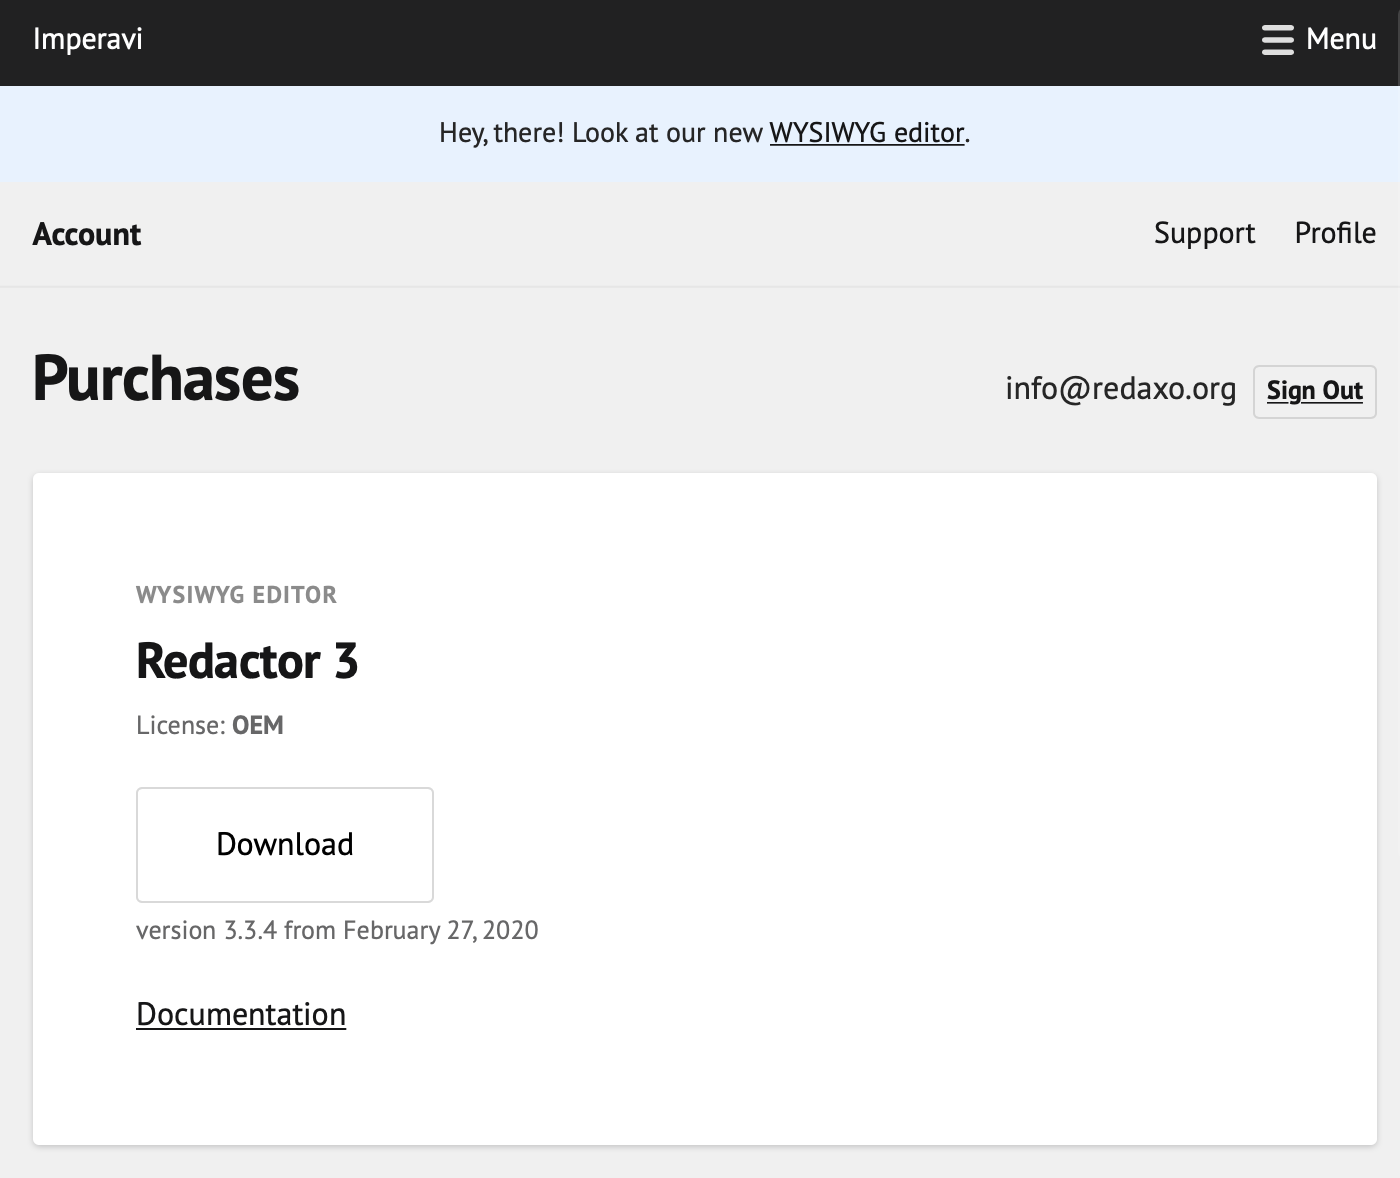 Imperavi
Menu
Hey, there! Look at our new WYSIWYG editor.
Account
Support
Profile
Purchases
info@redaxo.org
Sign Out
WYSIWYG EDITOR
Redactor 3
License: OEM
Download
version 3.3.4 from February 27, 2020
Documentation